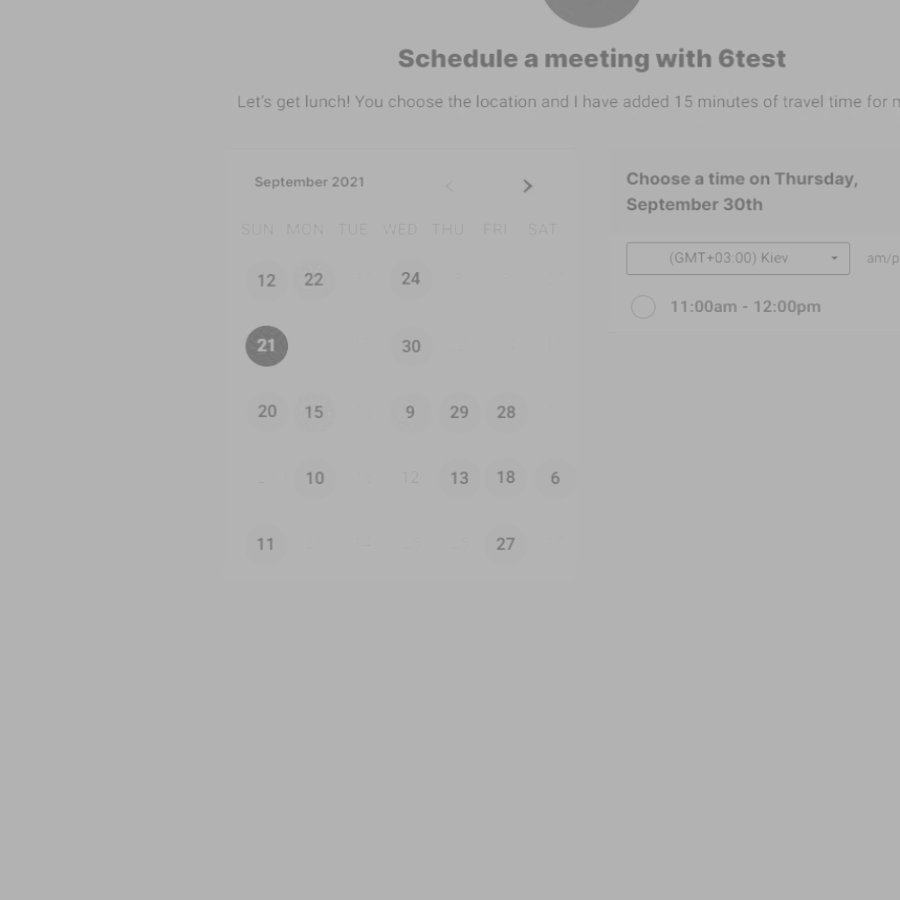 Schedule a meeting with 6test
Let's get lunch! You choose the location and I have added 15 minutes of travel time for
September 2021
SUN MON TUE WED THU FRI SAT
12 22 24
21 30
20 15 9 29 28
10 12 13 18 6
11 27
Choose a time on Thursday,
September 30th
(GMT+03:00) Kiev
am/p
11:00am - 12:00pm